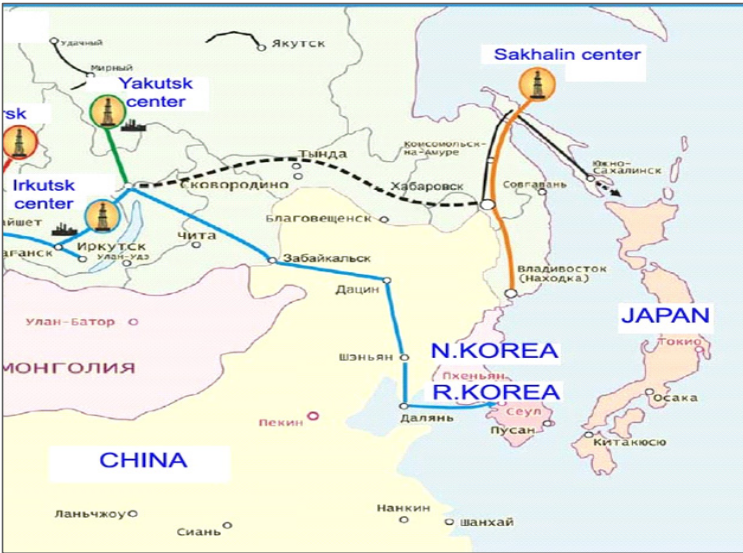 Удачный
Якутск
Мирный
Sakhalin center
Yakutsk
center
rsk
Комсомольск-
на-Амуре
Тында
Южно-
Сахалинск
Irkutsk
center
Сковородино
Хабаровск
Совгавань
Благовещенск
айшет
Чита
Иркутск
ганск
Улан-Удэ
Забайкальск
Владивосток
(Находка)
Дацин
Улан-Батор
JAPAN
Токио
Шэньян
N.KOREA
МОНГОЛИЯ
Пхеньян
R.KOREA
Осака
Сеул
Пекин
Далянь
Пусан
Китакюсю
CHINA
Ланьчжоу
Нанкин
Шанхай
Сиань